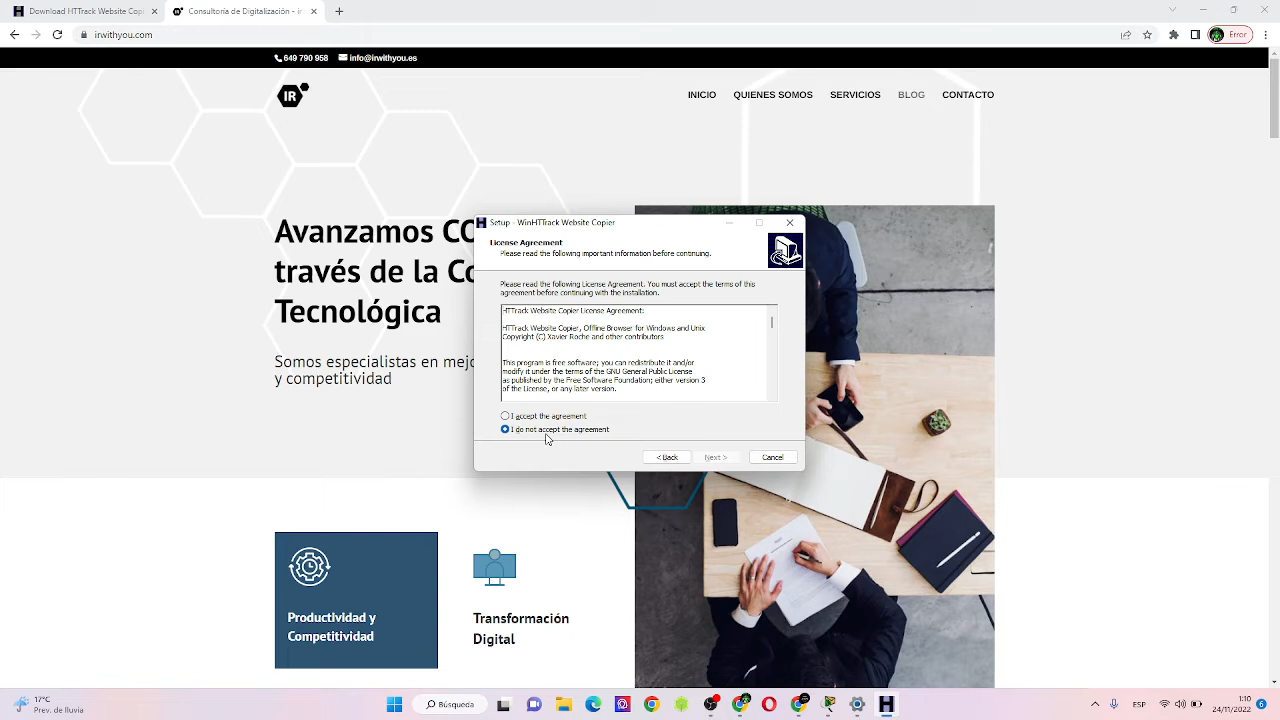 Download HTTrack Website Copi
Consultoría de Digitalización - ir
irwithyou.com
Error
649 790 958
info@irwithyou.es
IR
INICIO
QUIENES SOMOS
SERVICIOS
BLOG
CONTACTO
Avanzamos CO
través de la Co
Tecnológica
Somos especialistas en mejo
y competitividad
Setup - WinHTTrack Website Copier
License Agreement
Please read the following important information before continuing.
Please read the following License Agreement. You must accept the terms of this
agreement before continuing with the installation.
HTTrack Website Copier License Agreement:
HTTrack Website Copier, Offline Browser for Windows and Unix
Copyright (C) Xavier Roche and other contributors
This program is free software; you can redistribute it and/or
modify it under the terms of the GNU General Public License
as published by the Free Software Foundation; either version 3
of the License, or any later version.
I accept the agreement
I do not accept the agreement
< Back
Next >
Cancel
Productividad y
Competitividad
Transformación
Digital
17°C
Prev. de lluvia
Búsqueda
ESP
1:10
24/10/2022